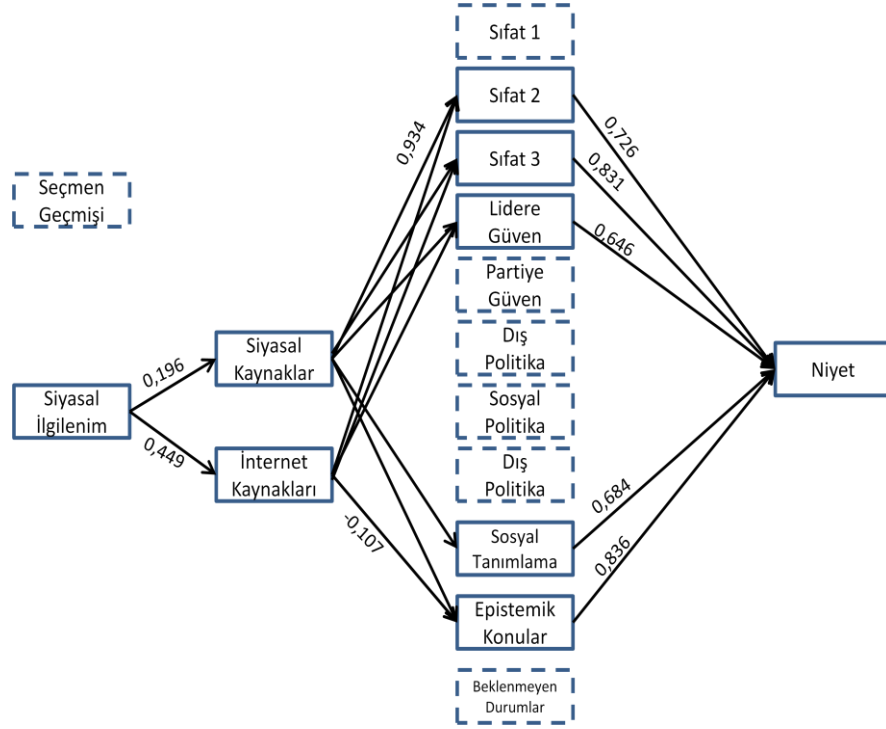 Sıfat 1
Sıfat 2
0,934
0,726
Sıfat 3
0,831
Seçmen
Geçmişi
Lidere
Güven
0,646
Partiye
Güven
Dış
Politika
Siyasal
Kaynaklar
0,196
Niyet
Siyasal
İlgilenim
Sosyal
Politika
0,449
İnternet
Kaynakları
Dış
Politika
-0,107
0,684
Sosyal
Tanımlama
0,836
Epistemik
Konular
Beklenmeyen
Durumlar